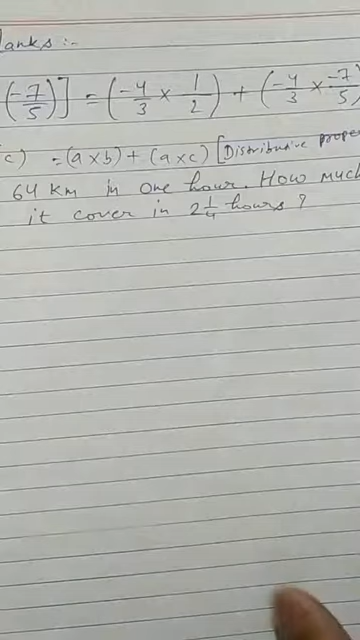 lanks:-
(-7/5)] = (-4/3 × 1/2) + (-4/3 × -7/5)
c) = (a×b) + (a×c) [Distributive prope
64 KM in one hour. How much
it cover in 2 1/4 hours?